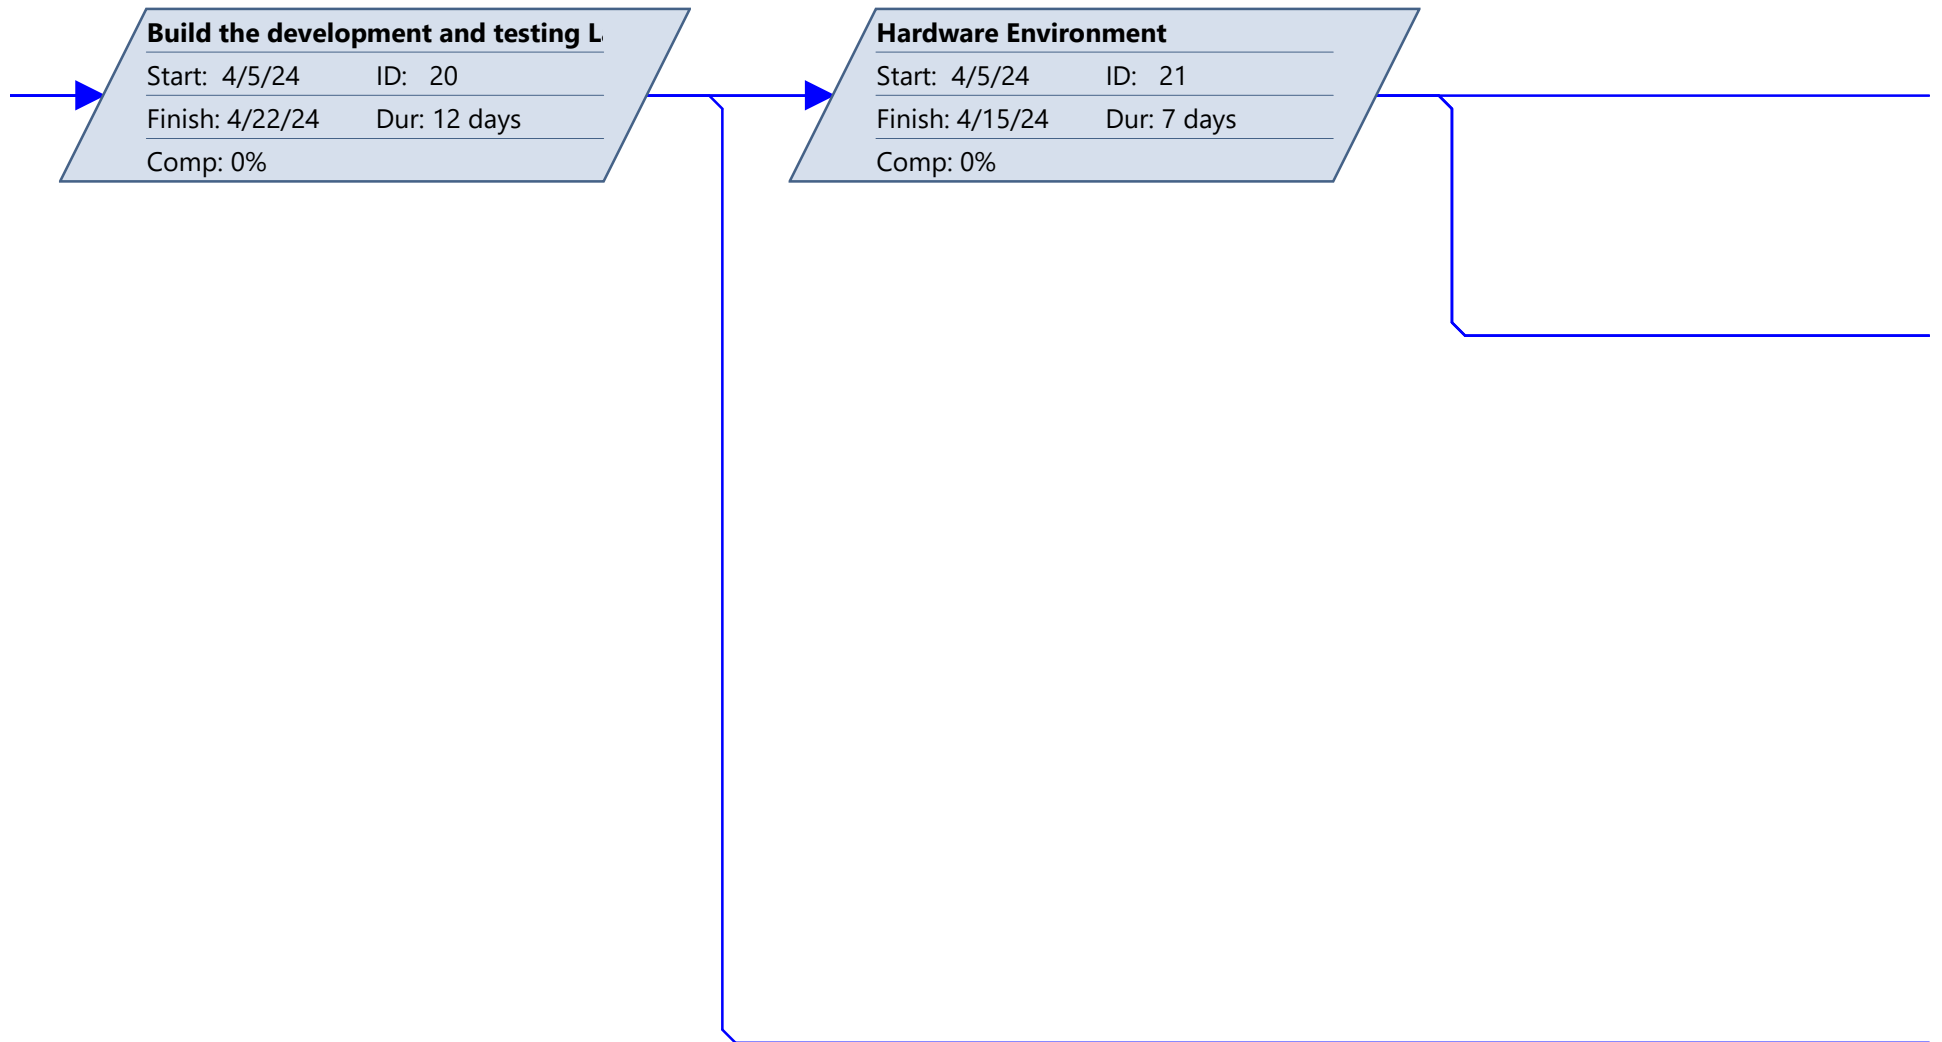 Build the development and testing
Start: 4/5/24 ID: 20
Finish: 4/22/24 Dur: 12 days
Comp: 0%
Hardware Environment
Start: 4/5/24 ID: 21
Finish: 4/15/24 Dur: 7 days
Comp: 0%